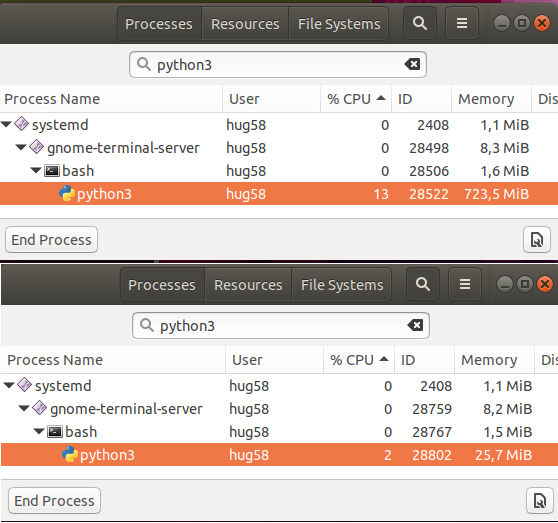 Processes Resources File Systems
python3
Process Name User % CPU ID Memory Dis
systemd hug58 0 2408 1,1 MiB
gnome-terminal-server hug58 0 28498 8,3 MiB
bash hug58 0 28506 1,6 MiB
python3 hug58 13 28522 723,5 MiB
End Process
Processes Resources File Systems
python3
Process Name User % CPU ID Memory Dis
systemd hug58 0 2408 1,1 MiB
gnome-terminal-server hug58 0 28759 8,2 MiB
bash hug58 0 28767 1,5 MiB
python3 hug58 2 28802 25,7 MiB
End Process